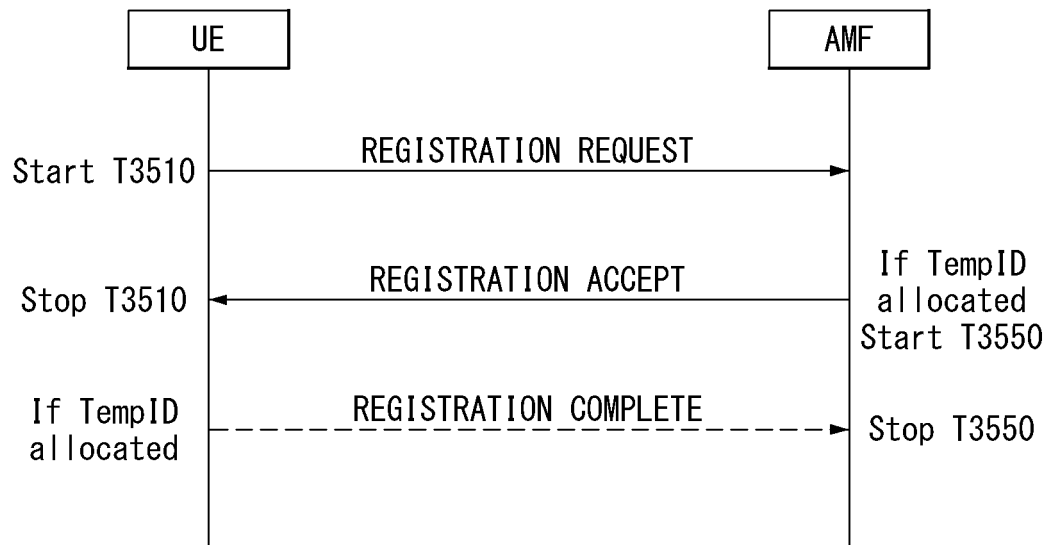 UE
AMF
REGISTRATION REQUEST
Start T3510
REGISTRATION ACCEPT
Stop T3510
If TempID
allocated
Start T3550
If TempID
allocated
REGISTRATION COMPLETE
Stop T3550